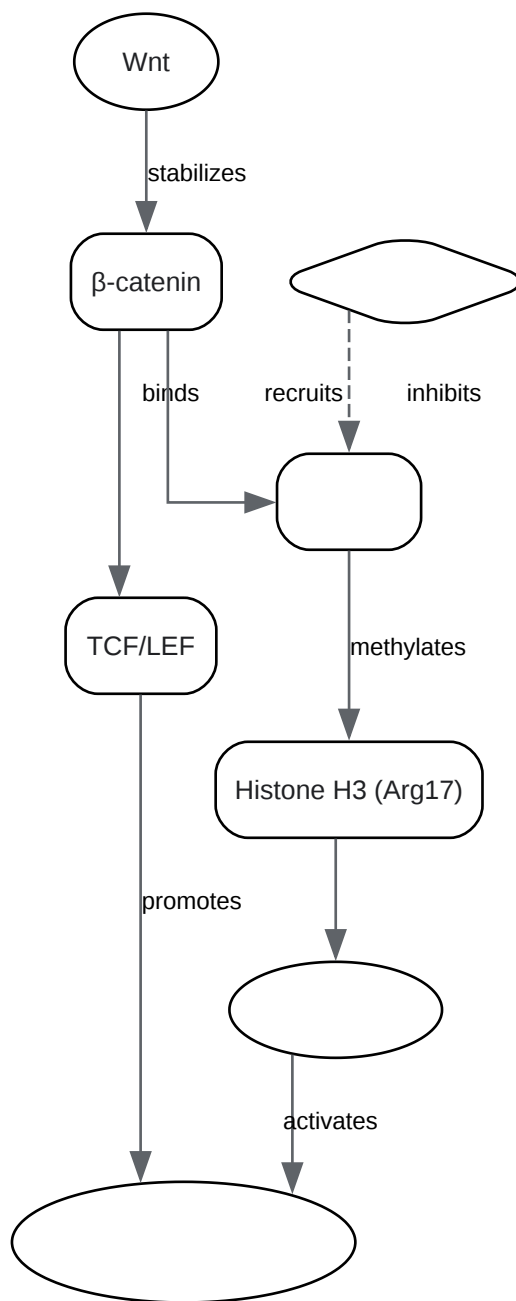 Wnt
stabilizes
β-catenin
binds
recruits
inhibits
TCF/LEF
methylates
Histone H3 (Arg17)
promotes
activates